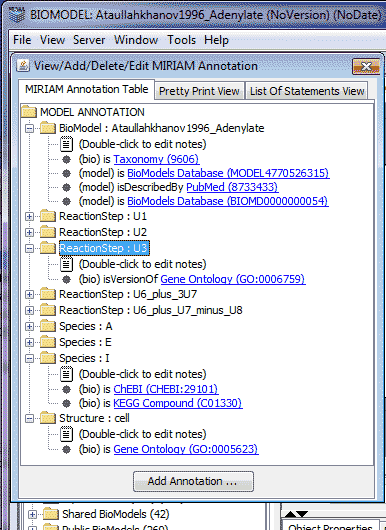 BIOMODEL: Ataullahkhanov1996_Adenylate (NoVersion) (NoDate)
File View Server Window Tools Help
View/Add/Delete/Edit MIRIAM Annotation
MIRIAM Annotation Table Pretty Print View List Of Statements View
MODEL ANNOTATION
BioModel : Ataullahkhanov1996_Adenylate
(Double-click to edit notes)
(bio) is Taxonomy (9606)
(model) is BioModels Database (MODEL4770526315)
(model) isDescribedBy PubMed (8733433)
(model) is BioModels Database (BIOMD0000000054)
ReactionStep : U1
ReactionStep : U2
ReactionStep : U3
(Double-click to edit notes)
(bio) isVersionOf Gene Ontology (GO:0006759)
ReactionStep : U6_plus_3U7
ReactionStep : U6_plus_U7_minus_U8
Species : A
Species : E
Species : I
(Double-click to edit notes)
(bio) is ChEBI (CHEBI:29101)
(bio) is KEGG Compound (C01330)
Structure : cell
(Double-click to edit notes)
(bio) is Gene Ontology (GO:0005623)
Add Annotation ...
Shared BioModels (42)
Public BioModels (260)
Object Properties